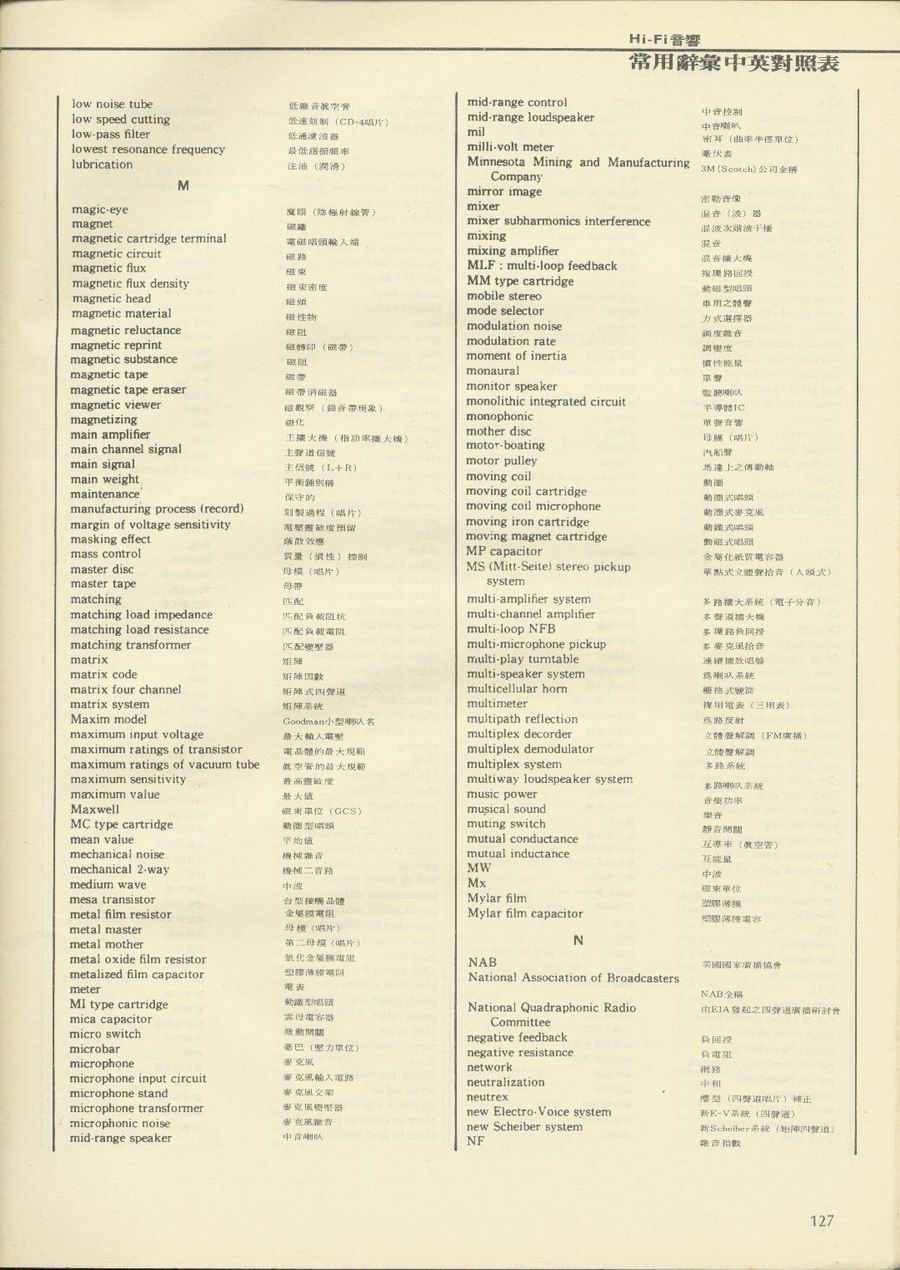 Hi-Fi音響
常用辭彙中英對照表
low noise tube 低雜音眞空管
low speed cutting 低速刻制（CD-4唱片）
low-pass filter 低通濾波器
lowest resonance frequency 最低諧振頻率
lubrication 注油（潤滑）
M
magic-eye 魔眼（陰極射線管）
magnet 磁鐵
magnetic cartridge terminal 電磁唱頭輸入端
magnetic circuit 磁路
magnetic flux 磁束
magnetic flux density 磁束密度
magnetic head 磁頭
magnetic material 磁性物
magnetic reluctance 磁阻
magnetic reprint 磁轉印（磁帶）
magnetic substance 磁阻
magnetic tape 磁帶
magnetic tape eraser 磁帶消磁器
magnetic viewer 磁觀察（錄音帶現象）
magnetizing 磁化
main amplifier 主擴大機（指功率擴大機）
main channel signal 主聲道信號
main signal 主信號（L+R）
main weight 平衡錘別稱
maintenance 保守的
manufacturing process (record) 刻製過程（唱片）
margin of voltage sensitivity 電壓靈敏度預留
masking effect 效應
mass control 質量（慣性）控制
master disc 母模（唱片）
master tape 母帶
matching 匹配
matching load impedance 匹配負載阻抗
matching load resistance 匹配負載電阻
matching transformer 匹配變壓器
matrix 矩陣
matrix code 矩陣因數
matrix four channel 矩陣式四聲道
matrix system 矩陣系統
Maxim model Goodman小型喇叭名
maximum input voltage 最大輸入電壓
maximum ratings of transistor 電晶體的最大規範
maximum ratings of vacuum tube 眞空管的最大規範
maximum sensitivity 最高靈敏度
maximum value 最大値
Maxwell 磁束單位（GCS）
MC type cartridge 動圈型唱頭
mean value 平均値
mechanical noise 機械雜音
mechanical 2-way 機械二音路
medium wave 中波
mesa transistor 台型接觸晶體
metal film resistor 金屬膜電阻
metal master 母模（唱片）
metal mother 第二母模（唱片）
metal oxide film resistor 氧化金屬膜電阻
metalized film capacitor 塑膠薄膜電阻
meter 電表
MI type cartridge 動鐵型唱頭
mica capacitor 雲母電容器
micro switch 微動開關
microbar 毫巴（壓力單位）
microphone 麥克風
microphone input circuit 麥克風輸入電路
microphone stand 麥克風交架
microphone transformer 麥克風變壓器
microphonic noise 麥克風雜音
mid-range speaker 中音喇叭
mid-range control 中音控制
mid-range loudspeaker 中音喇叭
mil 密耳（曲率半徑單位）
milli-volt meter 毫伏表
Minnesota Mining and Manufacturing 3M(Scotch)公司全稱
Company
mirror image 密勒音像
mixer 混音（波）器
mixer subharmonics interference 混波次諧波干擾
mixing 混音
mixing amplifier 混音擴大機
MLF : multi-loop feedback 複環路回授
MM type cartridge 動磁型唱頭
mobile stereo 車用之體聲
mode selector 方式選擇器
modulation noise 調度雜音
modulation rate 調變度
moment of inertia 慣性能量
monaural 單聲
monitor speaker 監聽喇叭
monolithic integrated circuit 半導體IC
monophonic 單聲音響
mother disc 母膜（唱片）
motor-boating 汽船聲
motor pulley 馬達上之傳動軸
moving coil 動圈
moving coil cartridge 動圈式唱頭
moving coil microphone 動圈式麥克風
moving iron cartridge 動鐵式唱頭
moving magnet cartridge 動磁式唱頭
MP capacitor 金屬化紙質電容器
MS (Mitt-Seite) stereo pickup 單點式立體聲拾音（人頭式）
system
multi-amplifier system 多路擴大系統（電子分音）
multi-channel amplifier 多聲道擴大機
multi-loop NFB 多環路負回授
multi-microphone pickup 多麥克風拾音
multi-play turntable 連續播放唱盤
multi-speaker system 喇叭系統
multicellular horn 柵格式號筒
multimeter 複用電表（三用表）
multipath reflection 路反射
multiplex decorder 立體聲解調（FM廣播）
multiplex demodulator 立體聲解調
multiplex system 多路系統
multiway loudspeaker system 多路喇叭系統
music power 音樂功率
musical sound 樂音
muting switch 靜音開關
mutual conductance 互導率（眞空管）
mutual inductance 互能量
MW 中波
Mx 磁束單位
Mylar film 塑膠薄膜
Mylar film capacitor 塑膠薄膜電容
N
NAB 英國國家廣播協會
National Association of Broadcasters
NAB全稱
National Quadraphonic Radio 由EIA發起之四聲道廣播硏討會
Committee
negative feedback 負回授
negative resistance 負電阻
network 網路
neutralization 中和
neutrex 型（四聲道唱片）補正
new Electro-Voice system 新E-V系統（四聲道）
new Scheiber system 新Scheiber系統（矩陣四聲道）
NF 雜音指數
127